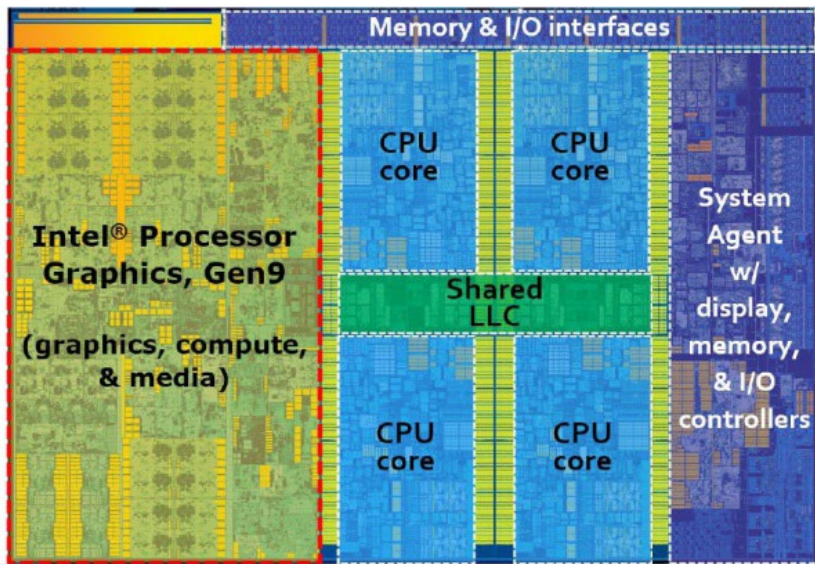 Memory & I/O interfaces
Intel® Processor
Graphics, Gen9
(graphics, compute,
& media)
CPU
core
CPU
core
Shared
LLC
CPU
core
CPU
core
System
Agent
w/
display,
memory,
& I/O
controllers